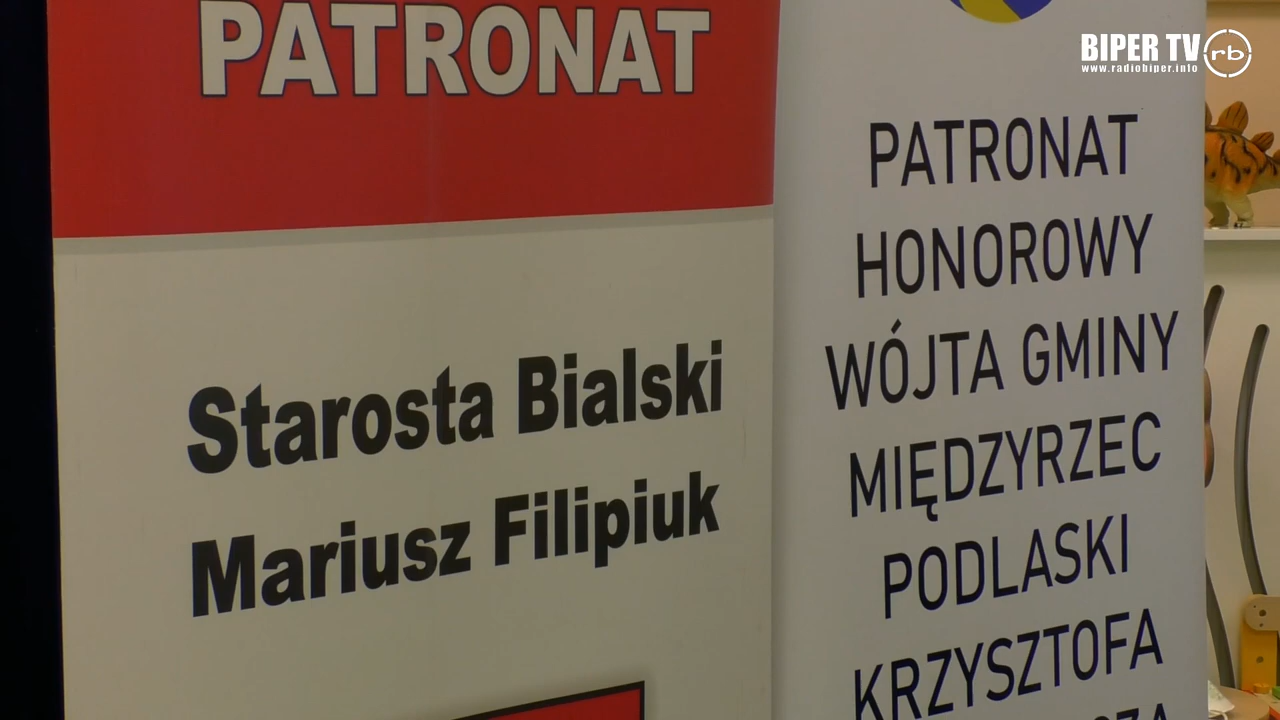 PATRONAT
Starosta Bialski
Mariusz Filipiuk
PATRONAT
HONOROWY
WÓJTA GMINY
MIĘDZYRZEC
PODLASKI
KRZYSZTOFA
BIPER TV rb
www.radiobiper.info